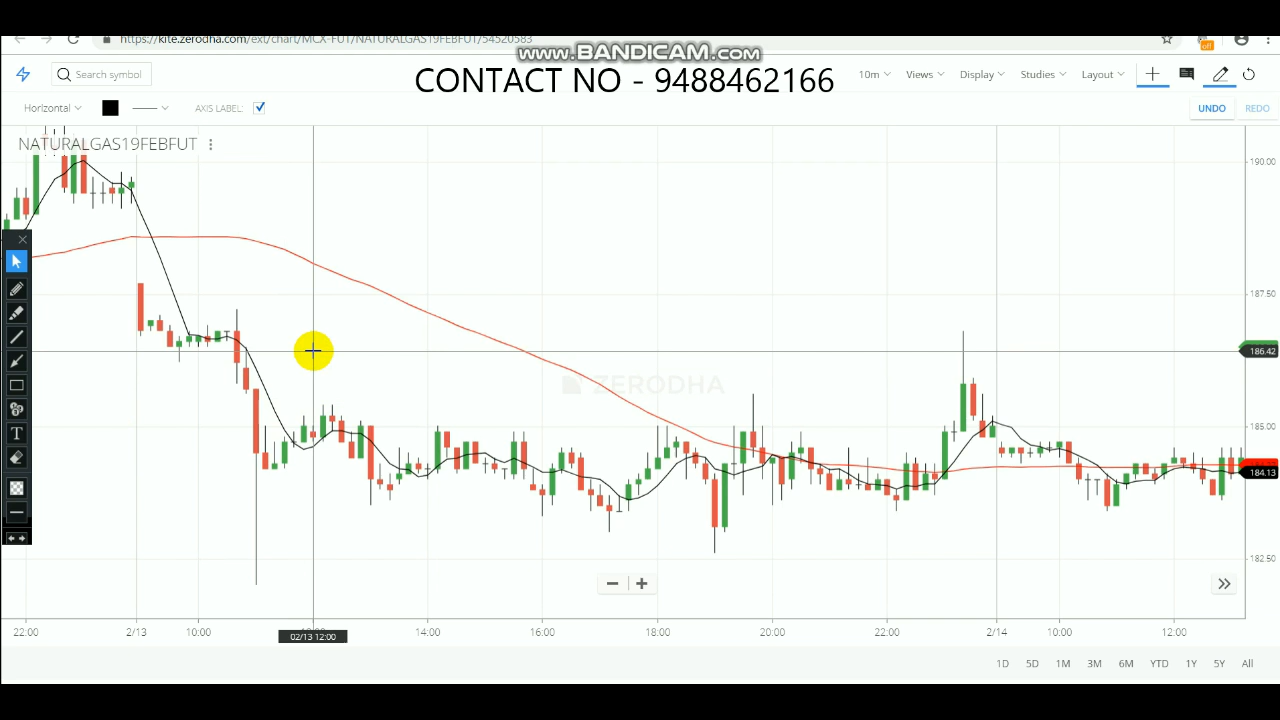 https://kite.zerodha.com/ext/chart/MCX-FUT/NATURALGAS19FEBFUT/54520583
www.BANDICAM.com
off
Search symbol
CONTACT NO - 9488462166
10m
Views
Display
Studies
Layout
Horizontal
AXIS LABEL:
UNDO
REDO
NATURALGAS19FEBFUT
190.00
187.50
186.42
ZERODHA
185.00
184.13
182.50
22:00
2/13
10:00
02/13 12:00
14:00
16:00
18:00
20:00
22:00
2/14
10:00
12:00
1D
5D
1M
3M
6M
YTD
1Y
5Y
All